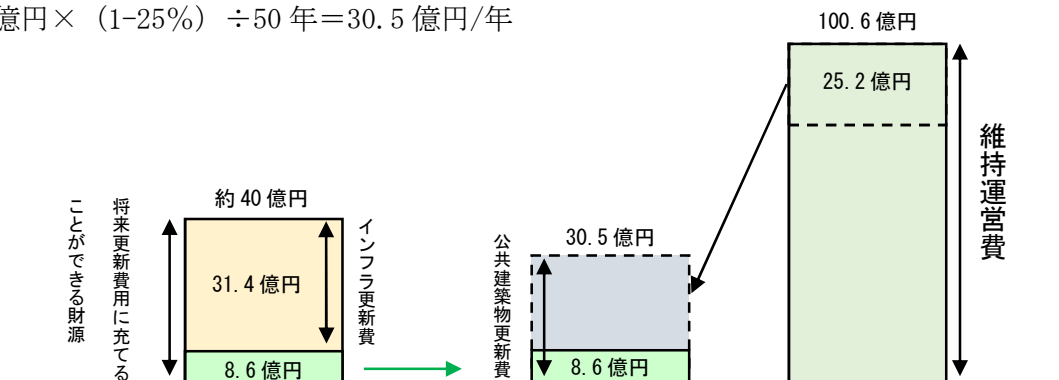 億円×（1-25%）÷50年＝30.5億円/年
100.6億円
25.2億円
維持運営費
約40億円
将来更新費用に充てる
ことができる財源
31.4億円
インフラ更新費
8.6億円
30.5億円
公共建築物更新費
8.6億円